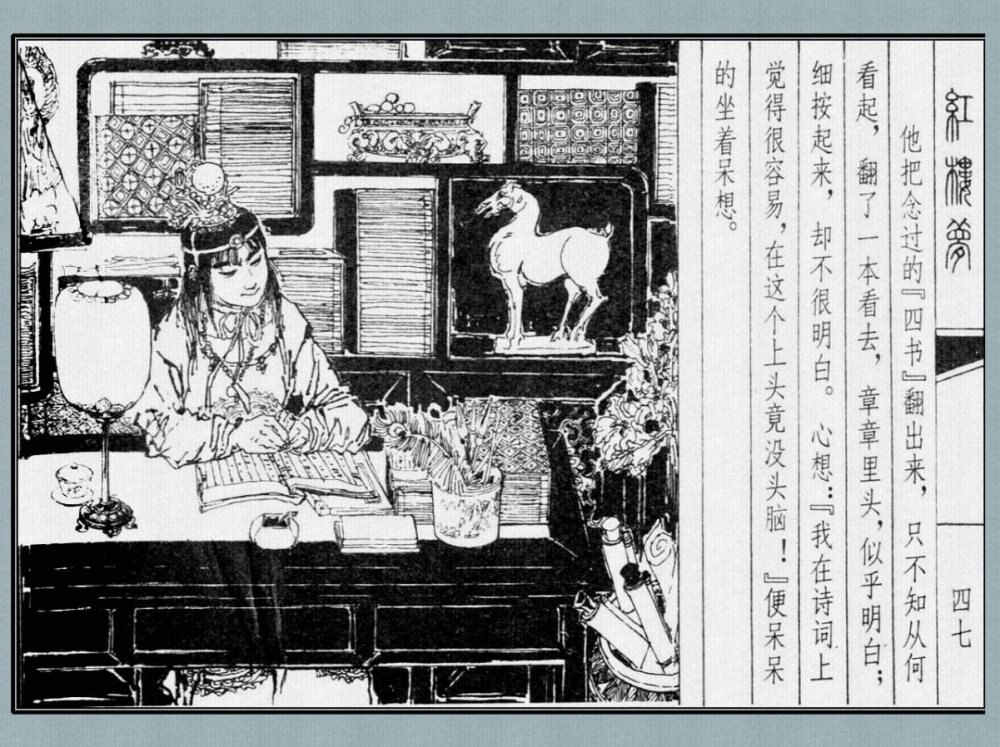 紅樓夢
四七
他把念过的『四书』翻出来，只不知从何
看起，翻了一本看去，章章里头，似乎明白；
细按起来，却不很明白。心想：『我在诗词上
觉得很容易，在这个上头竟没头脑！』便呆呆
的坐着呆想。